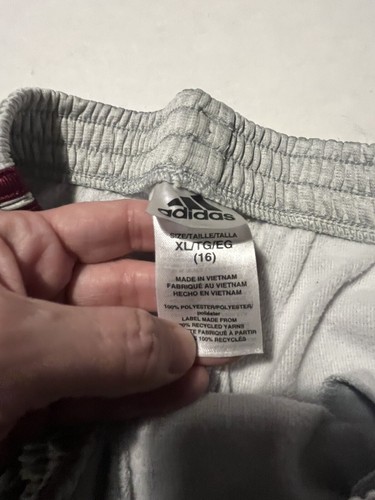 adidas
SIZE/TAILLE/TALLA
XL/TG/EG
(16)
MADE IN VIETNAM
FABRIQUÉ AU VIETNAM
HECHO EN VIETNAM
100% POLYESTER/POLYESTER/
poliéster
LABEL MADE FROM
RECYCLED YARNS
FABRIQUÉ À PARTIR
100% RECYCLÉS